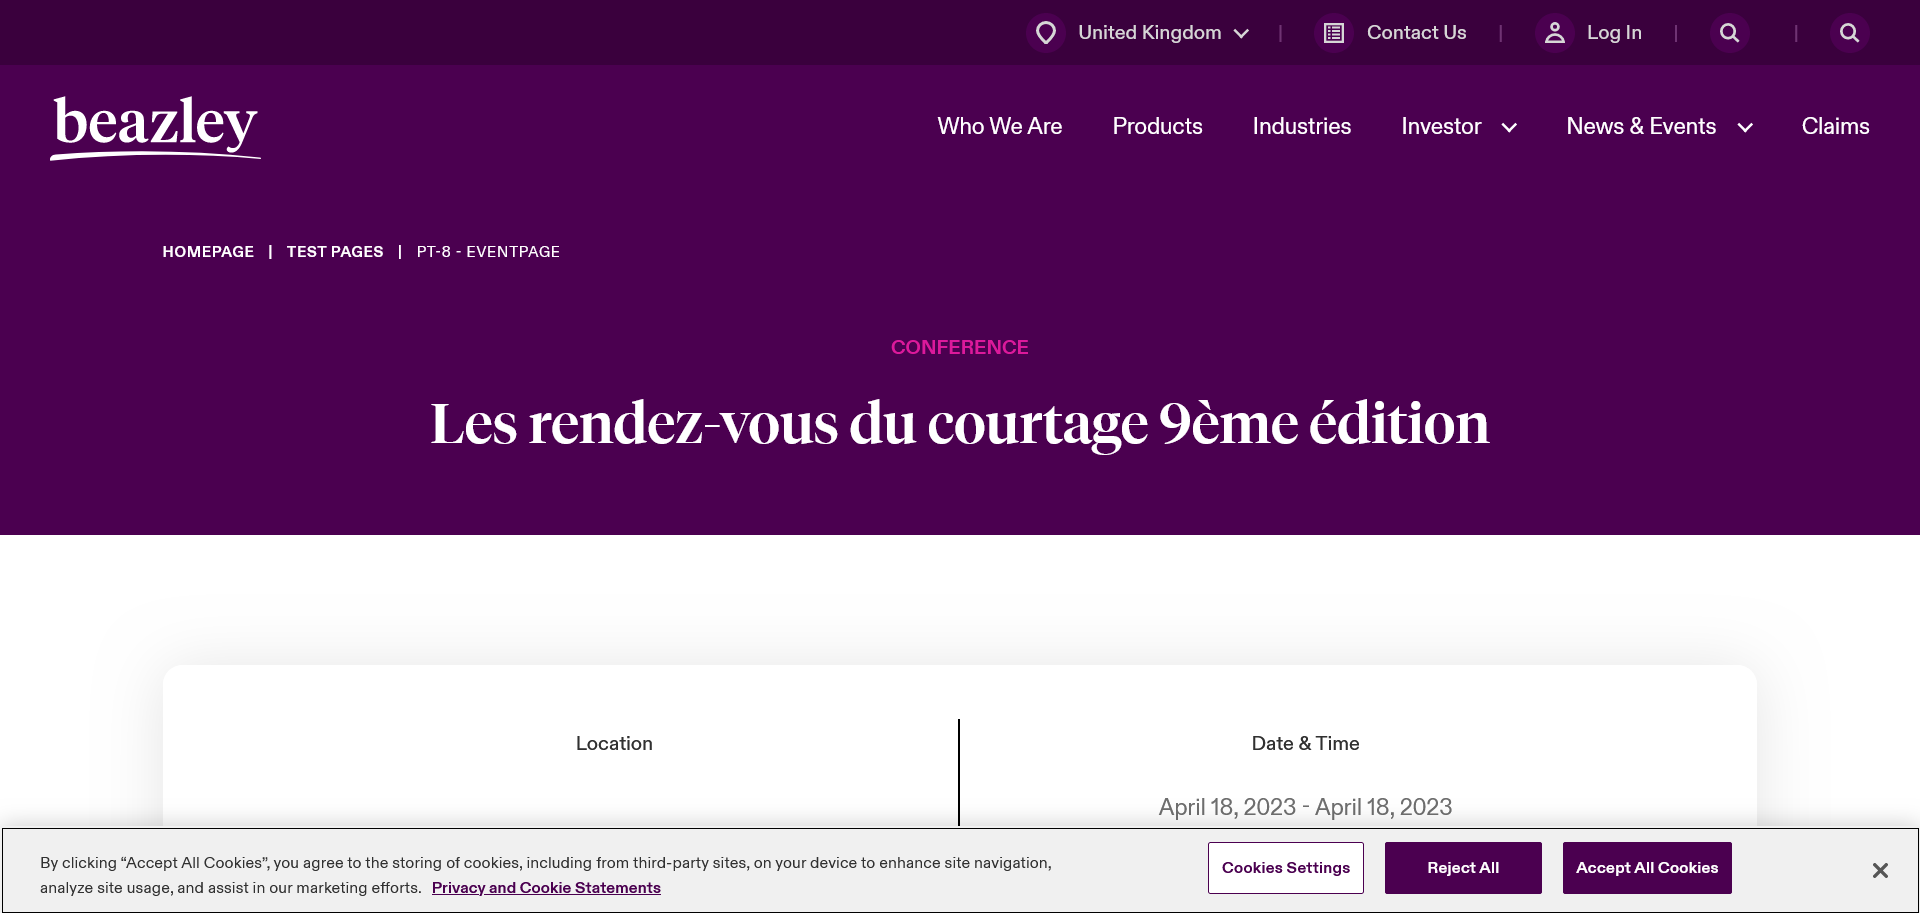 United Kingdom | Contact Us | Log In | |
beazley
Who We Are Products Industries Investor News & Events Claims
HOMEPAGE | TEST PAGES | PT-8 - EVENTPAGE
CONFERENCE
Les rendez-vous du courtage 9ème édition
Location
Date & Time
April 18, 2023 - April 18, 2023
By clicking “Accept All Cookies”, you agree to the storing of cookies, including from third-party sites, on your device to enhance site navigation,
analyze site usage, and assist in our marketing efforts. Privacy and Cookie Statements
Cookies Settings
Reject All
Accept All Cookies